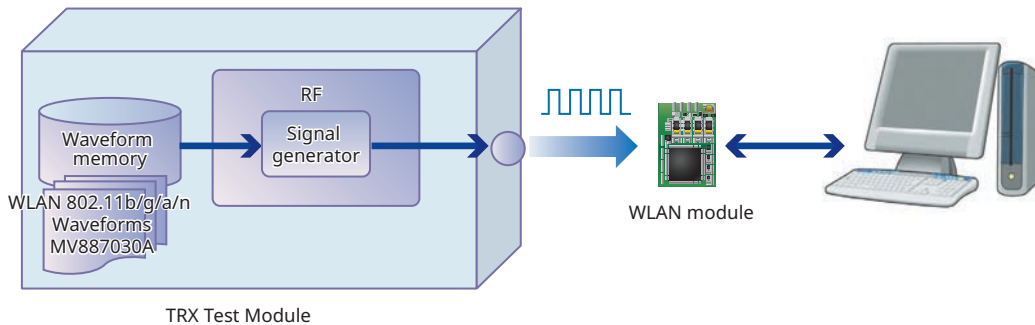 RF
Waveform
memory
Signal
generator
WLAN 802.11b/g/a/n
Waveforms
MV887030A
WLAN module
TRX Test Module